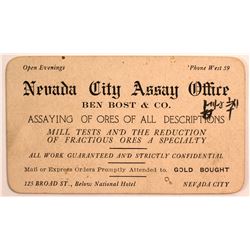 Open Evenings 'Phone West 59
Nevada City Assay Office
BEN BOST & CO.
ASSAYING OF ORES OF ALL DESCRIPTIONS
MILL TESTS AND THE REDUCTION
OF FRACTIOUS ORES A SPECIALTY
ALL WORK GUARANTEED AND STRICTLY CONFIDENTIAL
Mail or Express Orders Promptly Attended to. GOLD BOUGHT
125 BROAD ST., Below National Hotel NEVADA CITY